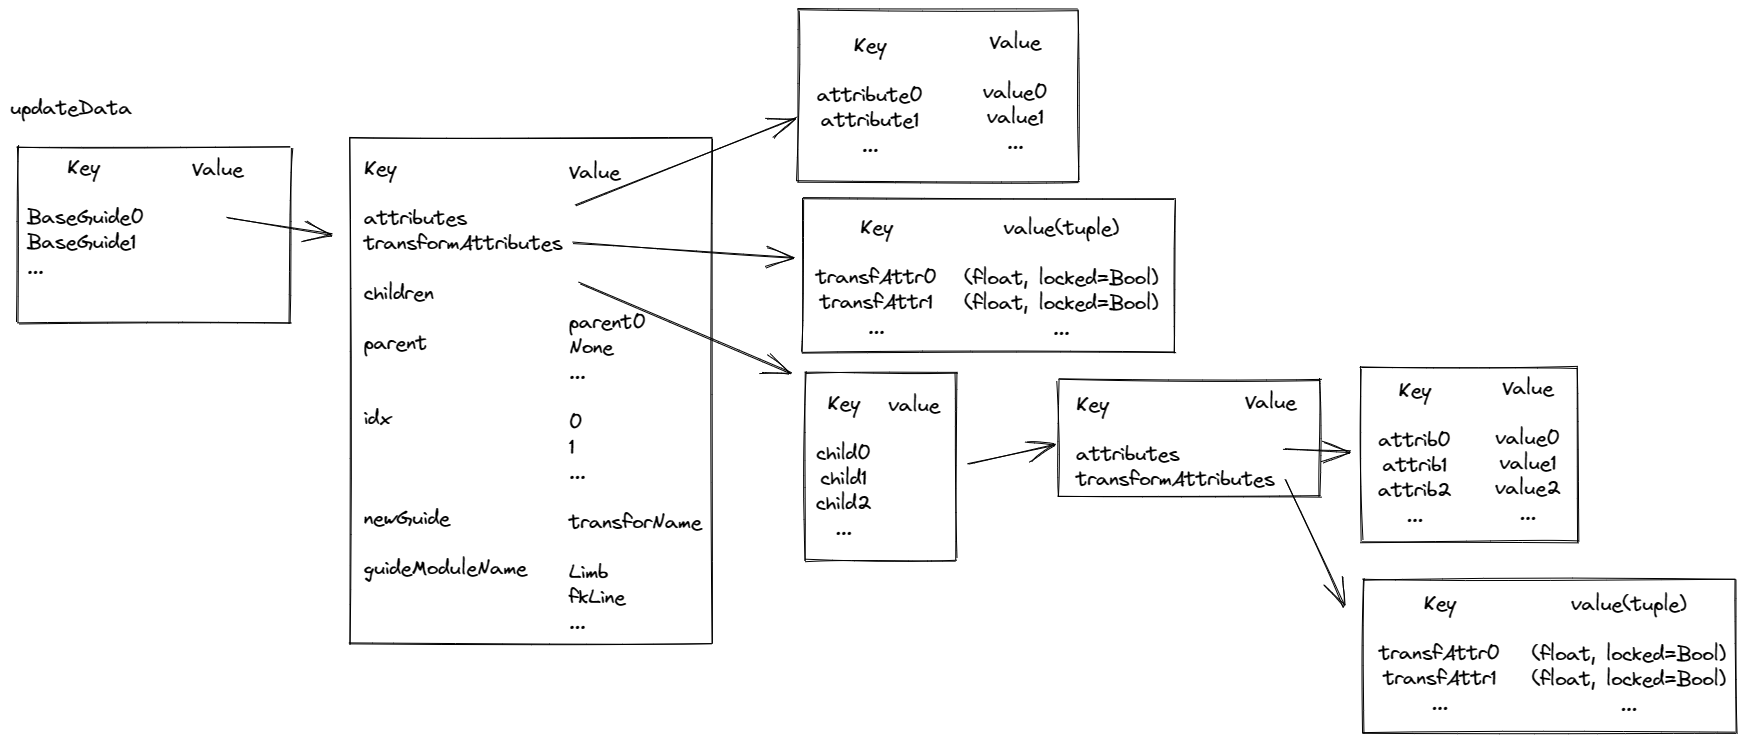 updateData
Key Value
BaseGuide0
BaseGuide1
...
Key Value
attributes
transformAttributes
children
parent parent0
None
...
idx 0
1
...
newGuide transforName
guideModuleName Limb
fkLine
...
Key Value
attribute0 value0
attribute1 value1
... ...
Key value(tuple)
transfAttr0 (float, locked=Bool)
transfAttr1 (float, locked=Bool)
... ...
Key value
child0
child1
child2
...
Key Value
attributes
transformAttributes
Key Value
attrib0 value0
attrib1 value1
attrib2 value2
... ...
Key value(tuple)
transfAttr0 (float, locked=Bool)
transfAttr1 (float, locked=Bool)
... ...